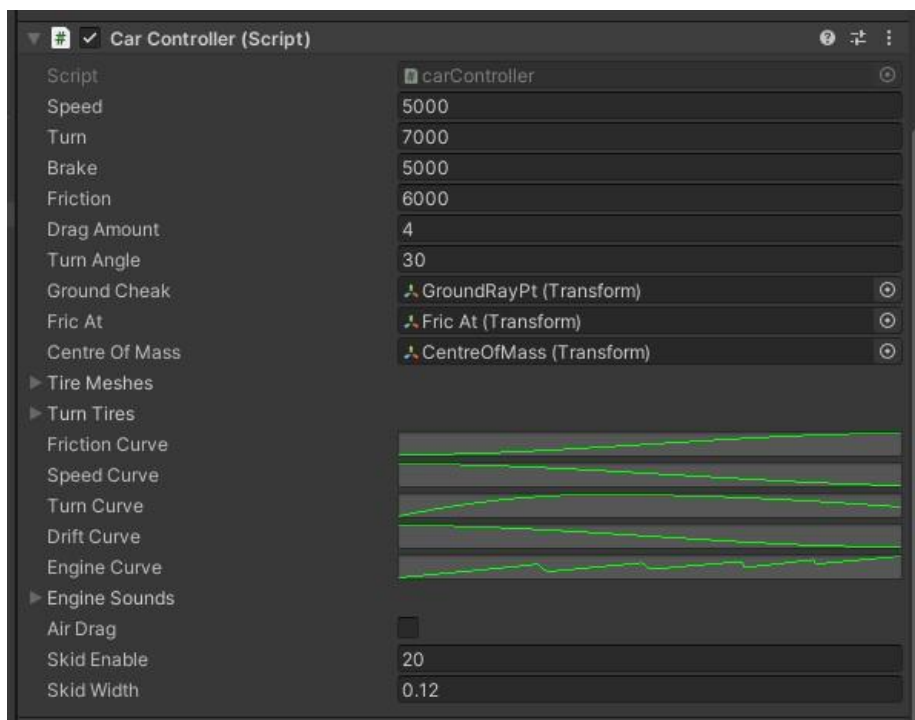 Car Controller (Script)
Script carController
Speed 5000
Turn 7000
Brake 5000
Friction 6000
Drag Amount 4
Turn Angle 30
Ground Cheak GroundRayPt (Transform)
Fric At Fric At (Transform)
Centre Of Mass CentreOfMass (Transform)
Tire Meshes
Turn Tires
Friction Curve
Speed Curve
Turn Curve
Drift Curve
Engine Curve
Engine Sounds
Air Drag
Skid Enable 20
Skid Width 0.12